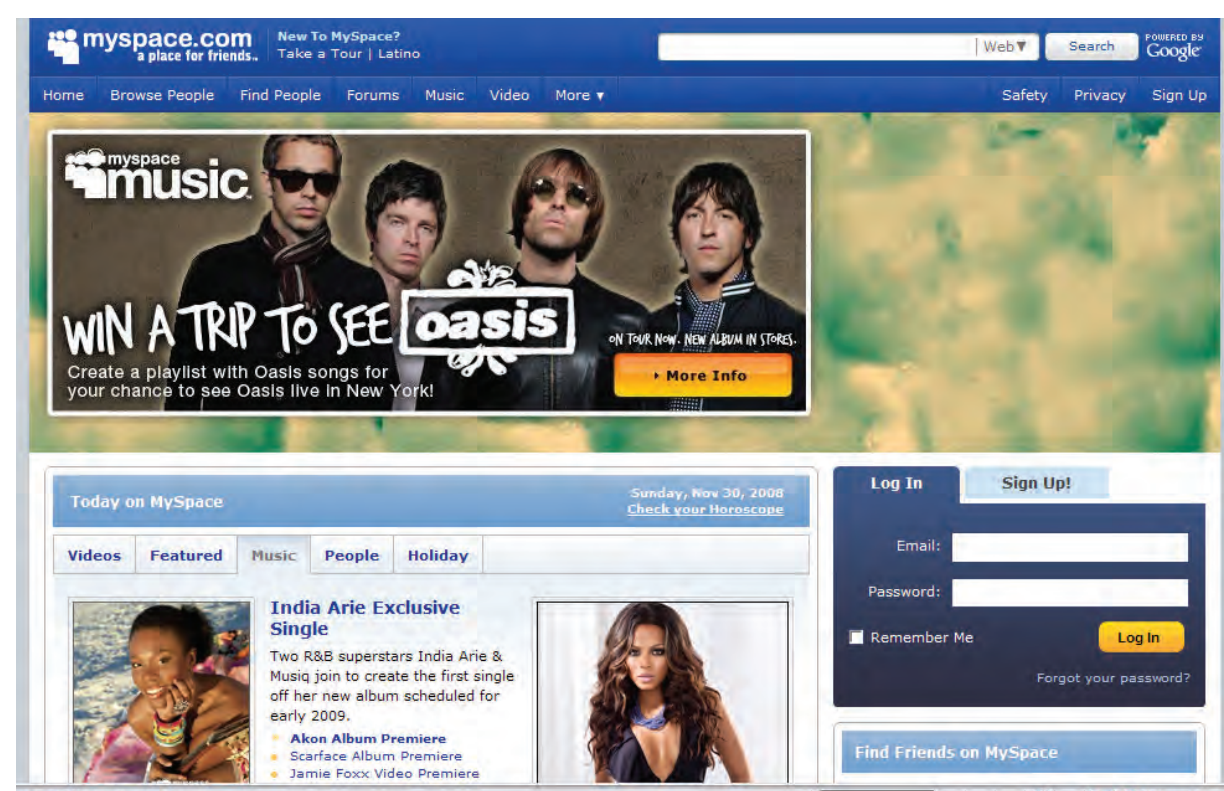 myspace.com
a place for friends..
New To MySpace?
Take a Tour | Latino
Web▼
Search
POWERED BY
Google
Home Browse People Find People Forums Music Video More ▼
Safety Privacy Sign Up
myspace
music
WIN A TRIP TO SEE oasis
Create a playlist with Oasis songs for
your chance to see Oasis live in New York!
ON TOUR NOW. NEW ALBUM IN STORES.
More Info
Today on MySpace
Sunday, Nov 30, 2008
Check your Horoscope
Videos Featured Music People Holiday
India Arie Exclusive
Single
Two R&B superstars India Arie &
Musiq join to create the first single
off her new album scheduled for
early 2009.
Akon Album Premiere
Scarface Album Premiere
Jamie Foxx Video Premiere
Log In Sign Up!
Email:
Password:
Remember Me
Log In
Forgot your password?
Find Friends on MySpace